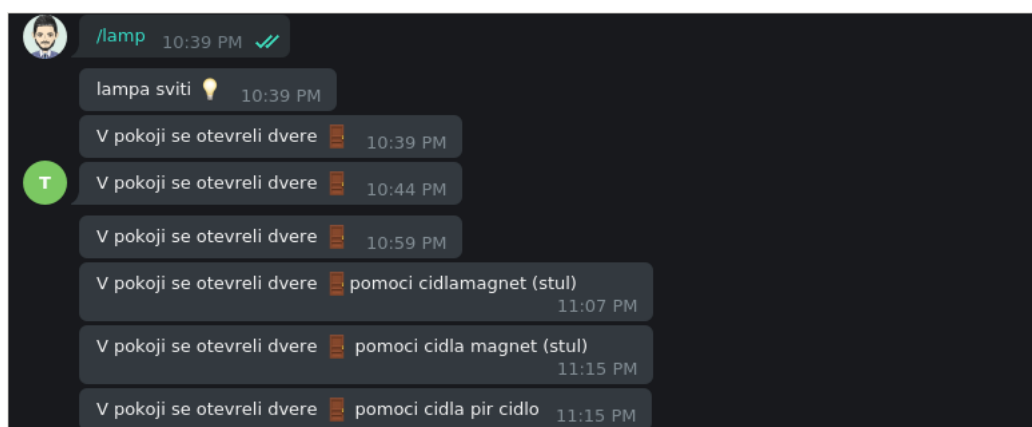 /lamp 10:39 PM
lampa sviti 💡 10:39 PM
V pokoji se otevreli dvere 🚪 10:39 PM
T
V pokoji se otevreli dvere 🚪 10:44 PM
V pokoji se otevreli dvere 🚪 10:59 PM
V pokoji se otevreli dvere 🚪pomoci cidlamagnet (stul)
11:07 PM
V pokoji se otevreli dvere 🚪 pomoci cidla magnet (stul)
11:15 PM
V pokoji se otevreli dvere 🚪 pomoci cidla pir cidlo 11:15 PM